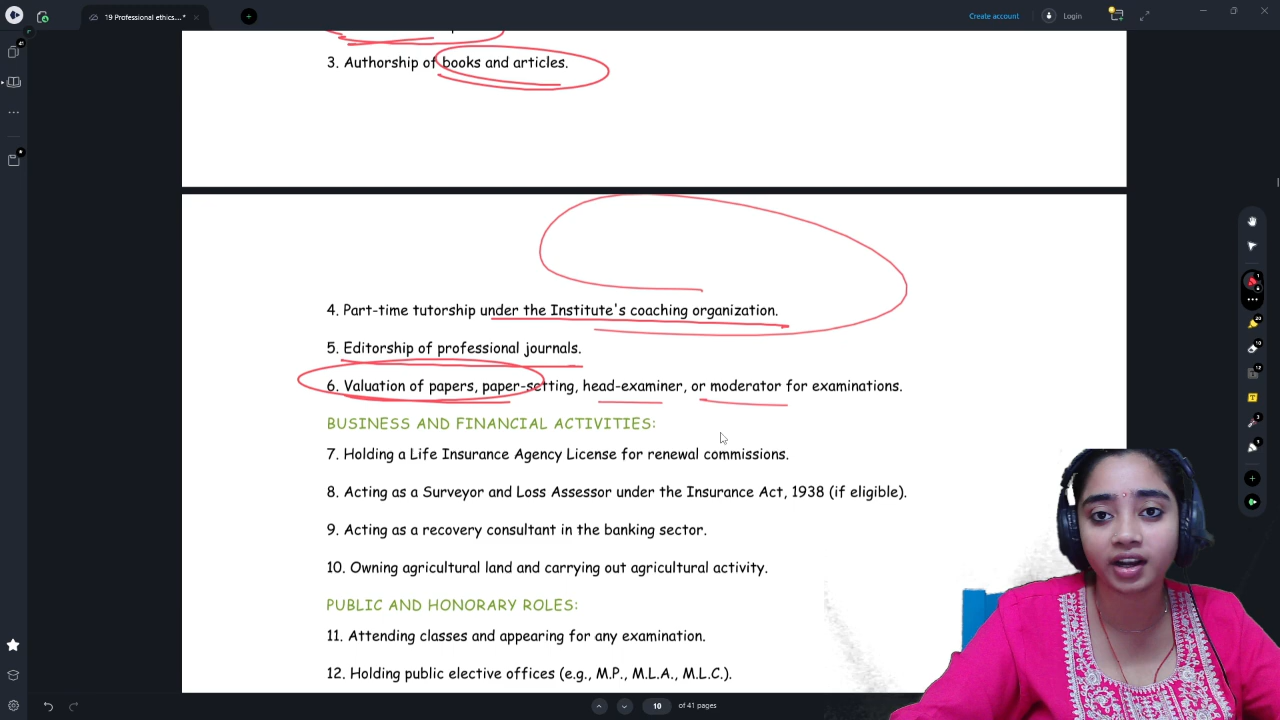 19 Professional ethics....*
Create account
Login
3. Authorship of books and articles.
4. Part-time tutorship under the Institute's coaching organization.
5. Editorship of professional journals.
6. Valuation of papers, paper-setting, head-examiner, or moderator for examinations.
BUSINESS AND FINANCIAL ACTIVITIES:
7. Holding a Life Insurance Agency License for renewal commissions.
8. Acting as a Surveyor and Loss Assessor under the Insurance Act, 1938 (if eligible).
9. Acting as a recovery consultant in the banking sector.
10. Owning agricultural land and carrying out agricultural activity.
PUBLIC AND HONORARY ROLES:
11. Attending classes and appearing for any examination.
12. Holding public elective offices (e.g., M.P., M.L.A., M.L.C.).
10 of 41 pages